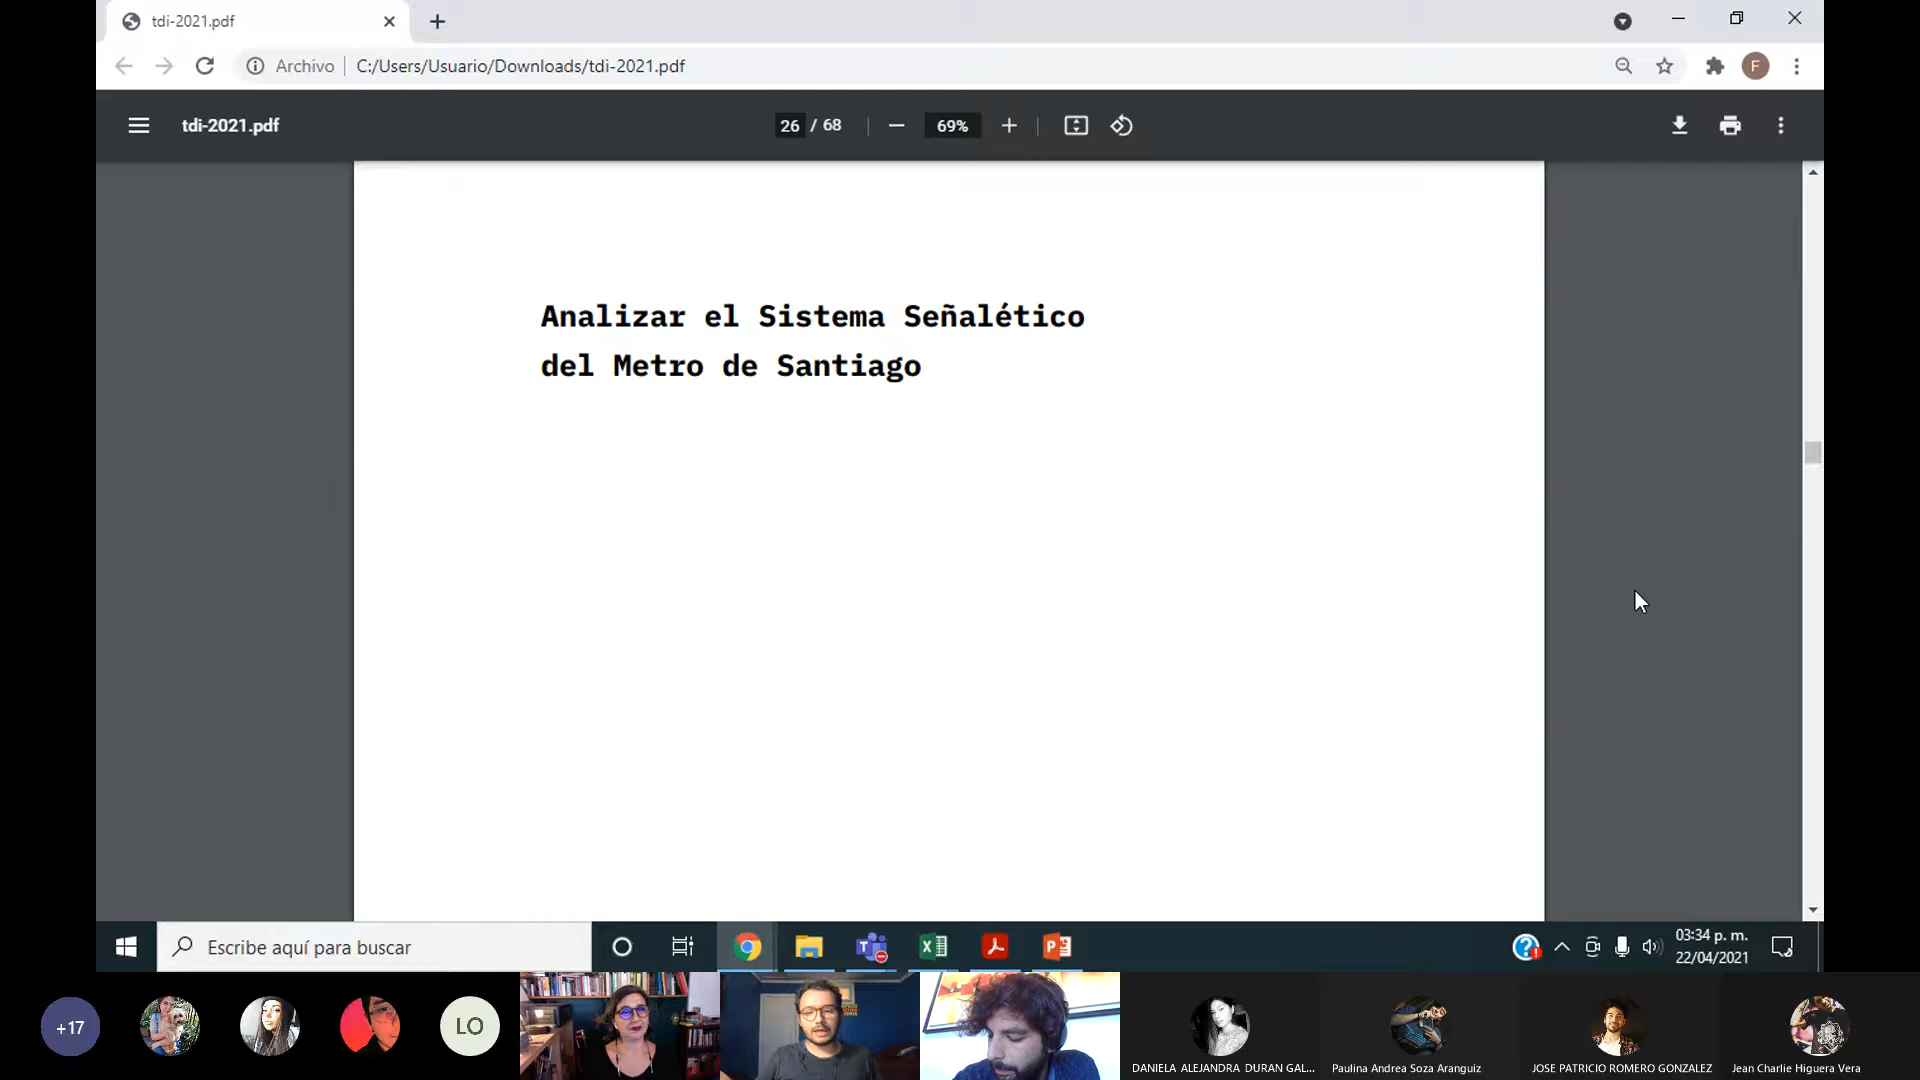 tdi-2021.pdf
Archivo
C:/Users/Usuario/Downloads/tdi-2021.pdf
F
tdi-2021.pdf
26 / 68
69%
Analizar el Sistema Señalético
del Metro de Santiago
Escribe aquí para buscar
03:34 p. m.
22/04/2021
+17
LO
DANIELA ALEJANDRA DURAN GAL...
Paulina Andrea Soza Aranguiz
JOSE PATRICIO ROMERO GONZALEZ
Jean Charlie Higuera Vera